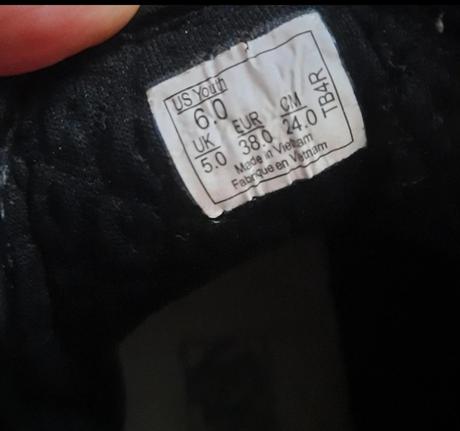 US Youth
6.0
UK EUR CM
5.0 38.0 24.0 TB4R
Made in Vietnam
Fabriqué en Vietnam